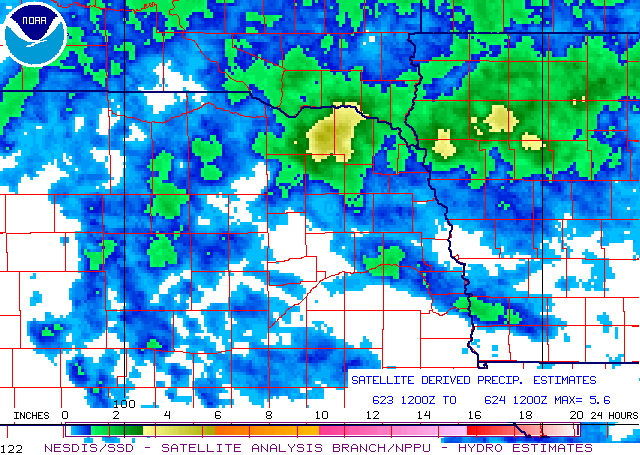 NOAA
SATELLITE DERIVED PRECIP. ESTIMATES
623 1200Z TO 624 1200Z MAX= 5.6
100
INCHES 0 2 4 6 8 10 12 14 16 18 20 24 HOURS
122 NESDIS/SSD - SATELLITE ANALYSIS BRANCH/NPPU - HYDRO ESTIMATES